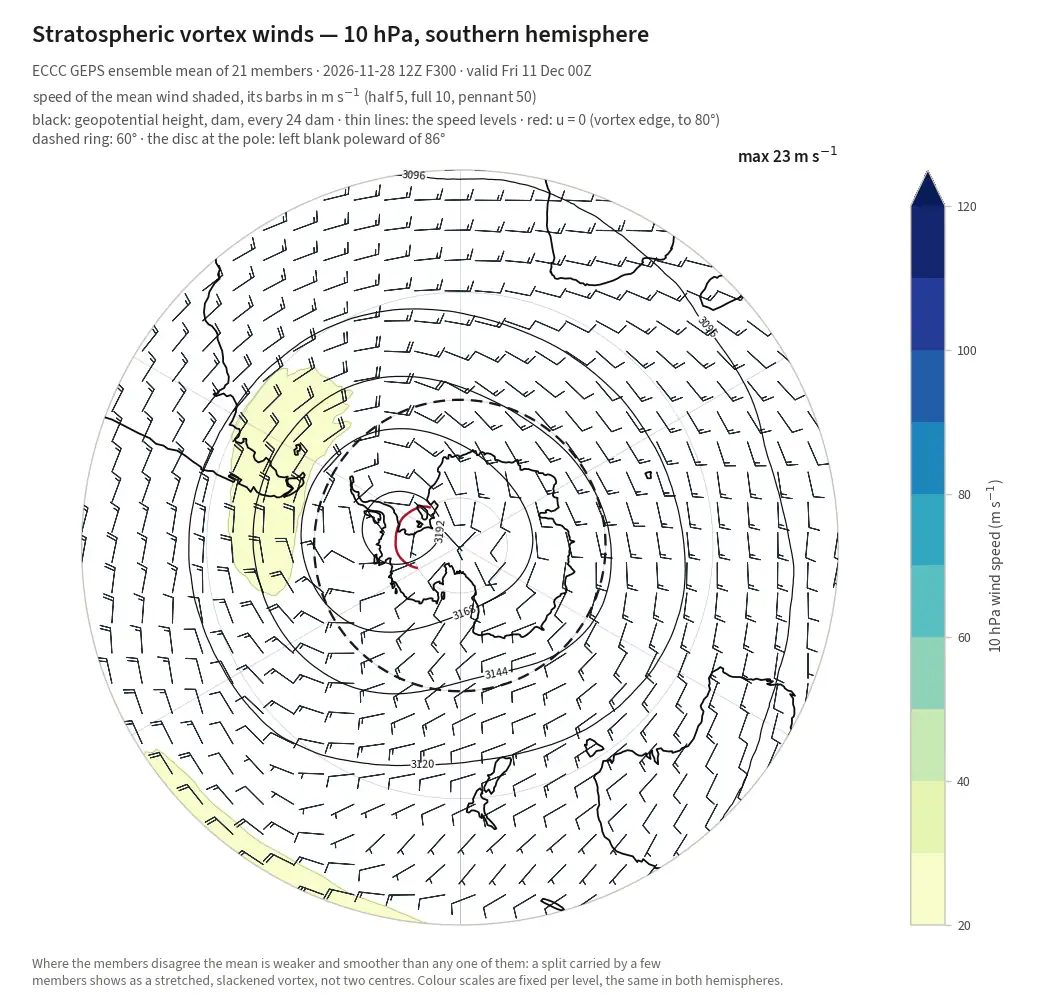 Stratospheric vortex winds — 10 hPa, southern hemisphere
ECCC GEPS ensemble mean of 21 members · 2026-11-28 12Z F300 · valid Fri 11 Dec 00Z
speed of the mean wind shaded, its barbs in m s⁻¹ (half 5, full 10, pennant 50)
black: geopotential height, dam, every 24 dam · thin lines: the speed levels · red: u = 0 (vortex edge, to 80°)
dashed ring: 60° · the disc at the pole: left blank poleward of 86°
max 23 m s⁻¹
3096
3096
3192
3168
3144
3120
120
100
80
60
40
20
10 hPa wind speed (m s⁻¹)
Where the members disagree the mean is weaker and smoother than any one of them: a split carried by a few
members shows as a stretched, slackened vortex, not two centres. Colour scales are fixed per level, the same in both hemispheres.